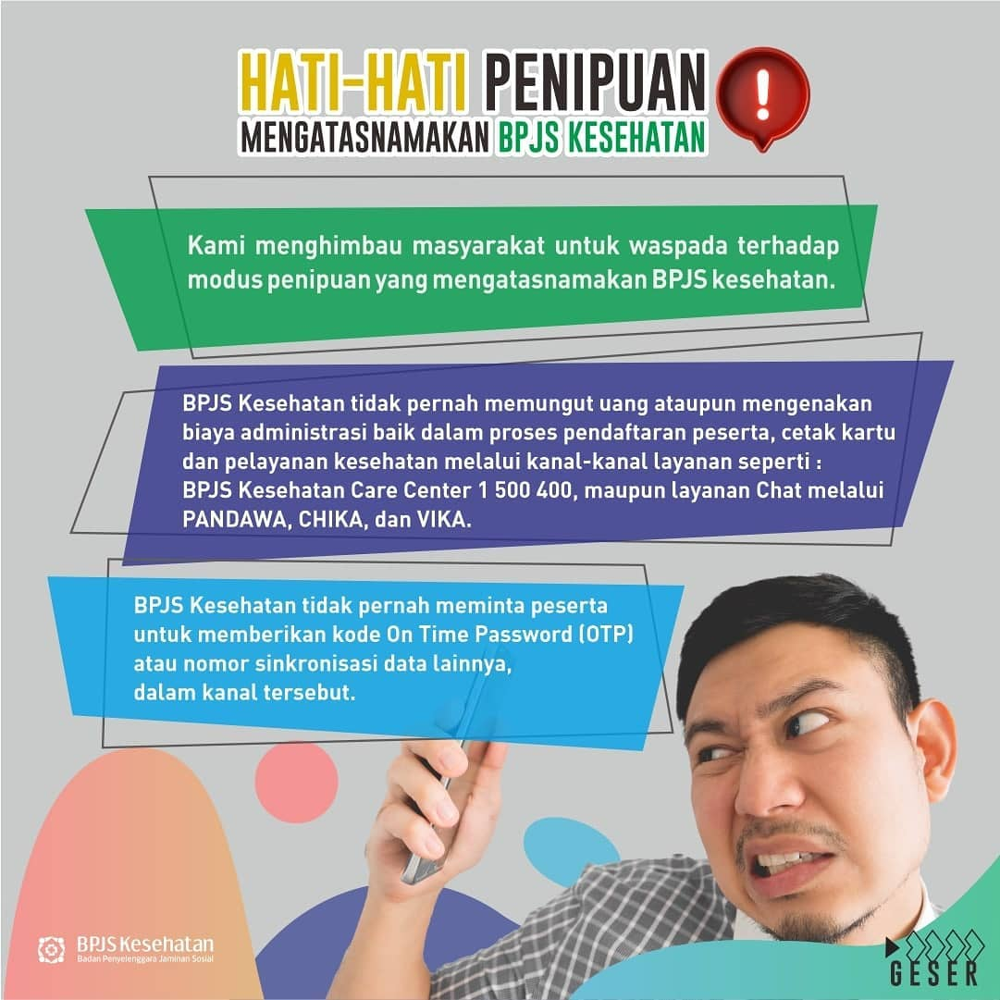 HATI-HATI PENIPUAN
MENGATASNAMAKAN BPJS KESEHATAN
!
Kami menghimbau masyarakat untuk waspada terhadap
modus penipuan yang mengatasnamakan BPJS kesehatan.
BPJS Kesehatan tidak pernah memungut uang ataupun mengenakan
biaya administrasi baik dalam proses pendaftaran peserta, cetak kartu
dan pelayanan kesehatan melalui kanal-kanal layanan seperti :
BPJS Kesehatan Care Center 1 500 400, maupun layanan Chat melalui
PANDAWA, CHIKA, dan VIKA.
BPJS Kesehatan tidak pernah meminta peserta
untuk memberikan kode On Time Password (OTP)
atau nomor sinkronisasi data lainnya,
dalam kanal tersebut.
BPJS Kesehatan
Badan Penyelenggara Jaminan Sosial
GESER